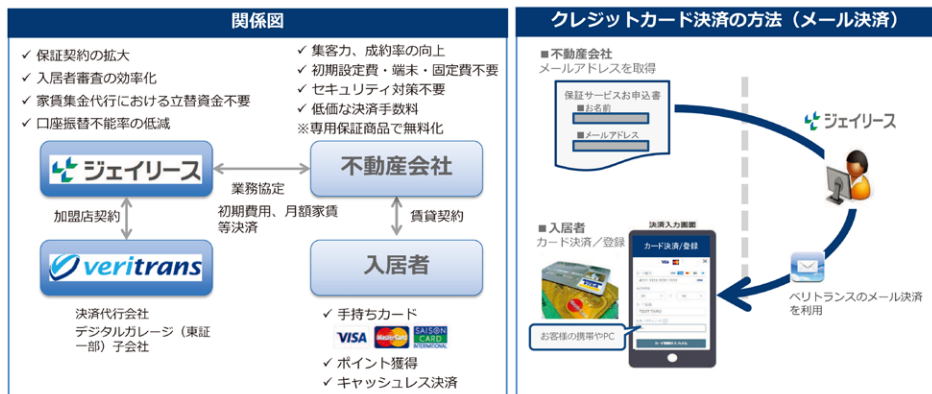 関係図
✓ 保証契約の拡大
✓ 入居者審査の効率化
✓ 家賃集金代行における立替資金不要
✓ 口座振替不能率の低減
✓ 集客力、成約率の向上
✓ 初期設定費・端末・固定費不要
✓ セキュリティ対策不要
✓ 低価な決済手数料
※専用保証商品で無料化
ジェイリース
不動産会社
業務協定
初期費用、月額家賃
等決済
加盟店契約
賃貸契約
veritrans
入居者
決済代行会社
デジタルガレージ（東証
一部）子会社
✓ 手持ちカード
VISA
MasterCard
SAISON
CARD
INTERNATIONAL
✓ ポイント獲得
✓ キャッシュレス決済
クレジットカード決済の方法（メール決済）
■不動産会社
メールアドレスを取得
保証サービスお申込書
■お名前
■メールアドレス
ジェイリース
■入居者
カード決済／登録
決済入力画面
カード決済/登録
お客様の携帯やPC
ベリトランスのメール決済
を利用